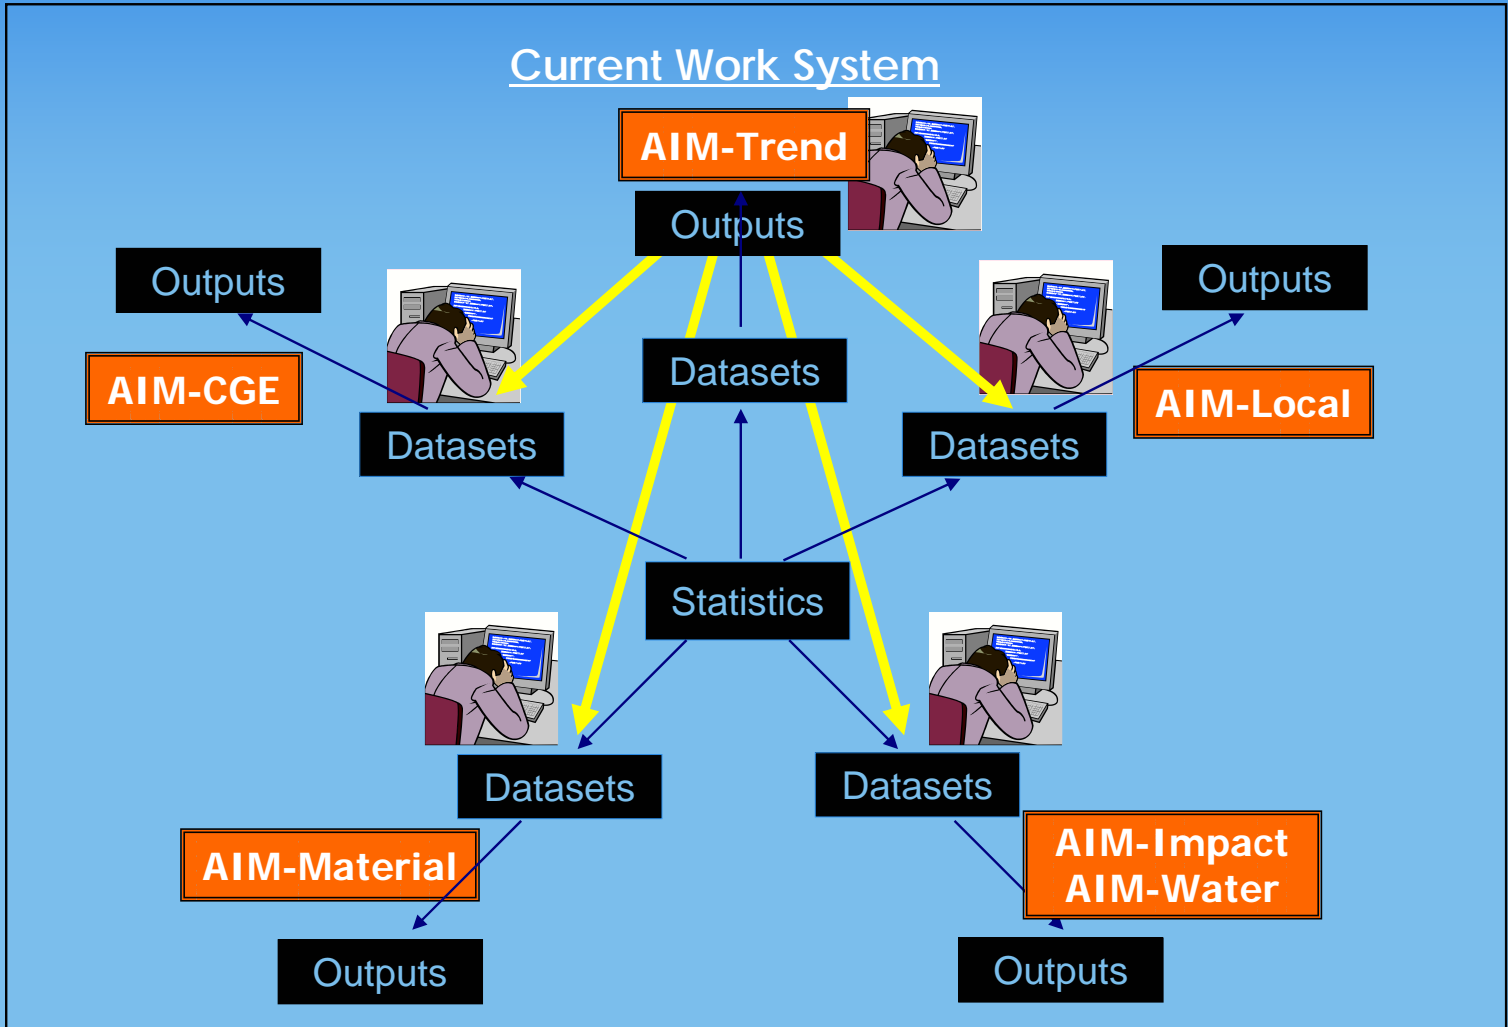 Current Work System
AIM-Trend
Outputs
Outputs
Outputs
Datasets
AIM-CGE
AIM-Local
Datasets
Datasets
Statistics
Datasets
Datasets
AIM-Impact
AIM-Water
AIM-Material
Outputs
Outputs